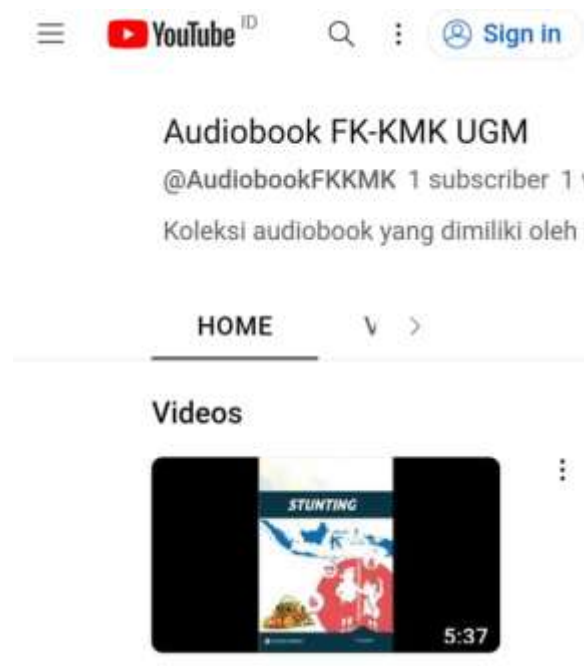 YouTube ID
Sign in
Audiobook FK-KMK UGM
@AudiobookFKKMK 1 subscriber 1
Koleksi audiobook yang dimiliki oleh
HOME
Videos
STUNTING
5:37